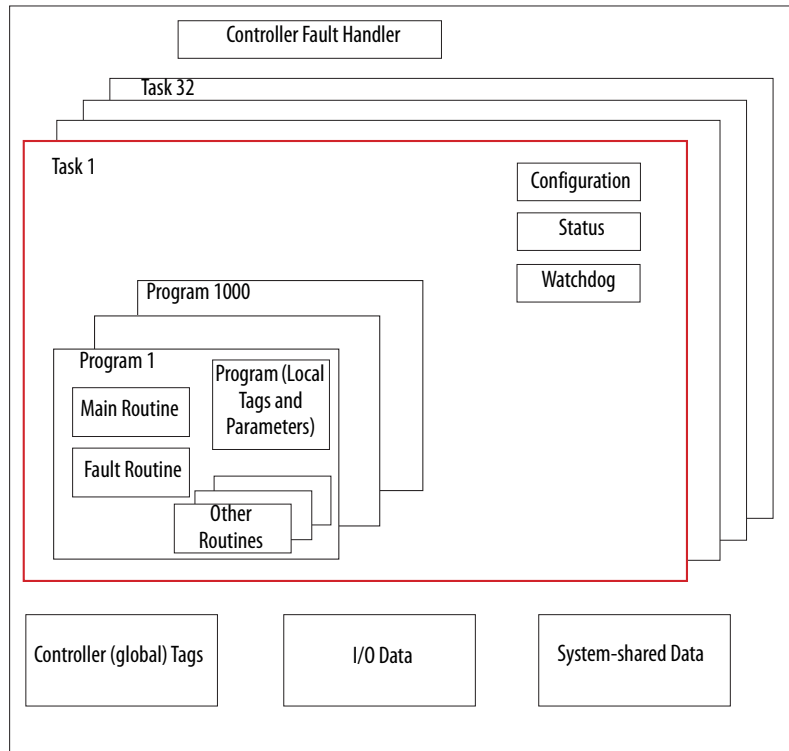 Controller Fault Handler
Task 32
Task 1
Configuration
Status
Watchdog
Program 1000
Program 1
Main Routine
Fault Routine
Program (Local
Tags and
Parameters)
Other
Routines
Controller (global) Tags
I/O Data
System-shared Data